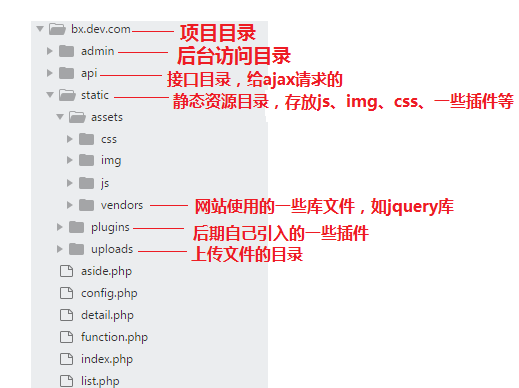 bx.dev.com 项目目录
admin 后台访问目录
api 接口目录，给ajax请求的
static 静态资源目录，存放js、img、css、一些插件等
assets
css
img
js
vendors 网站使用的一些库文件，如jquery库
plugins 后期自己引入的一些插件
uploads 上传文件的目录
aside.php
config.php
detail.php
function.php
index.php
list.php